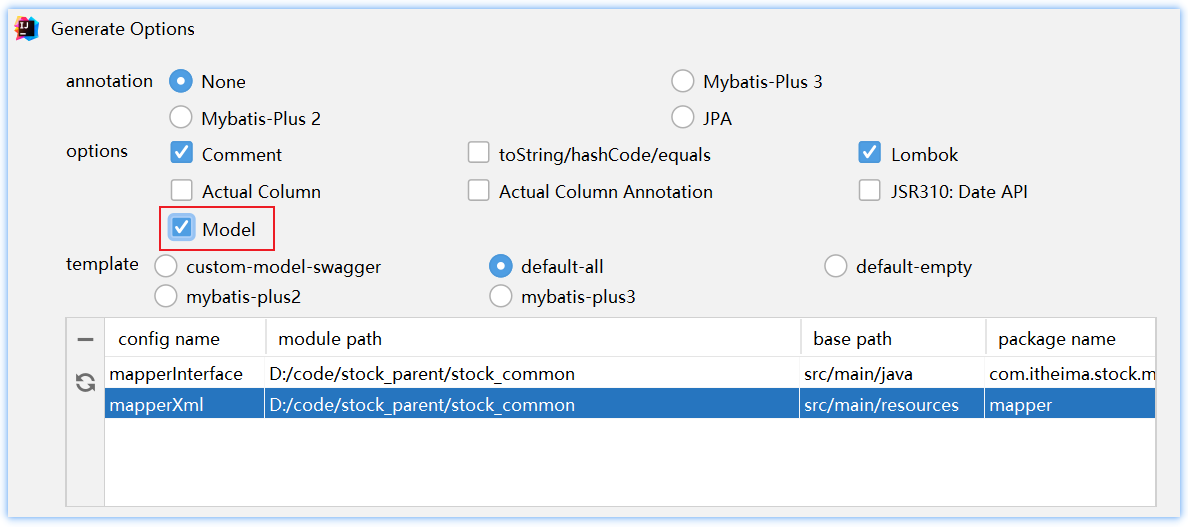 Generate Options
annotation None Mybatis-Plus 3
Mybatis-Plus 2 JPA
options Comment toString/hashCode/equals Lombok
Actual Column Actual Column Annotation JSR310: Date API
Model
template custom-model-swagger default-all default-empty
mybatis-plus2 mybatis-plus3
config name module path base path package name
mapperInterface D:/code/stock_parent/stock_common src/main/java com.itheima.stock.m
mapperXml D:/code/stock_parent/stock_common src/main/resources mapper